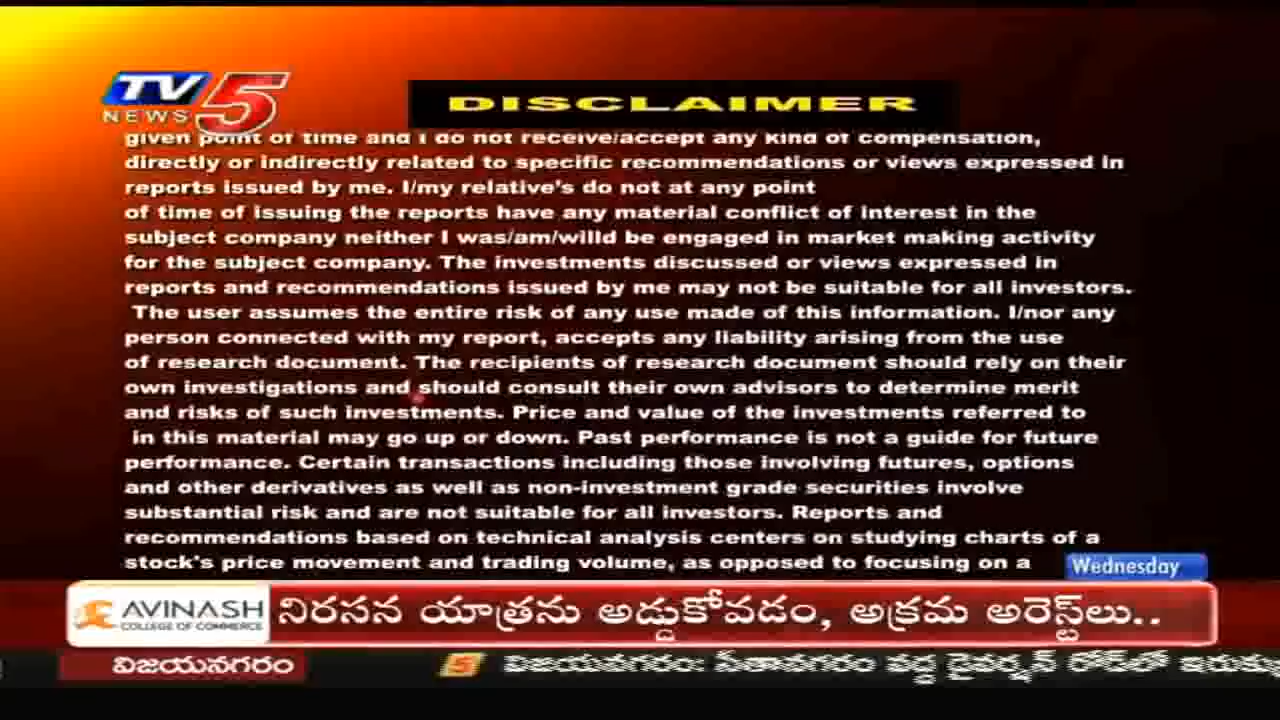 TV5
NEWS
DISCLAIMER
given point of time and I do not receive/accept any kind of compensation,
directly or indirectly related to specific recommendations or views expressed in
reports issued by me. I/my relative's do not at any point
of time of issuing the reports have any material conflict of interest in the
subject company neither I was/am/willd be engaged in market making activity
for the subject company. The investments discussed or views expressed in
reports and recommendations issued by me may not be suitable for all investors.
The user assumes the entire risk of any use made of this information. I/nor any
person connected with my report, accepts any liability arising from the use
of research document. The recipients of research document should rely on their
own investigations and should consult their own advisors to determine merit
and risks of such investments. Price and value of the investments referred to
in this material may go up or down. Past performance is not a guide for future
performance. Certain transactions including those involving futures, options
and other derivatives as well as non-investment grade securities involve
substantial risk and are not suitable for all investors. Reports and
recommendations based on technical analysis centers on studying charts of a
stock's price movement and trading volume, as opposed to focusing on a
Wednesday
AVINASH
COLLEGE OF COMMERCE
నిరసన యాత్రను అడ్డుకోవడం, అక్రమ అరెస్ట్‌లు..
విజయనగరం
5 విజయనగరం: సీతానగరం వద్ద డైవర్షన్ రోడ్‌లో